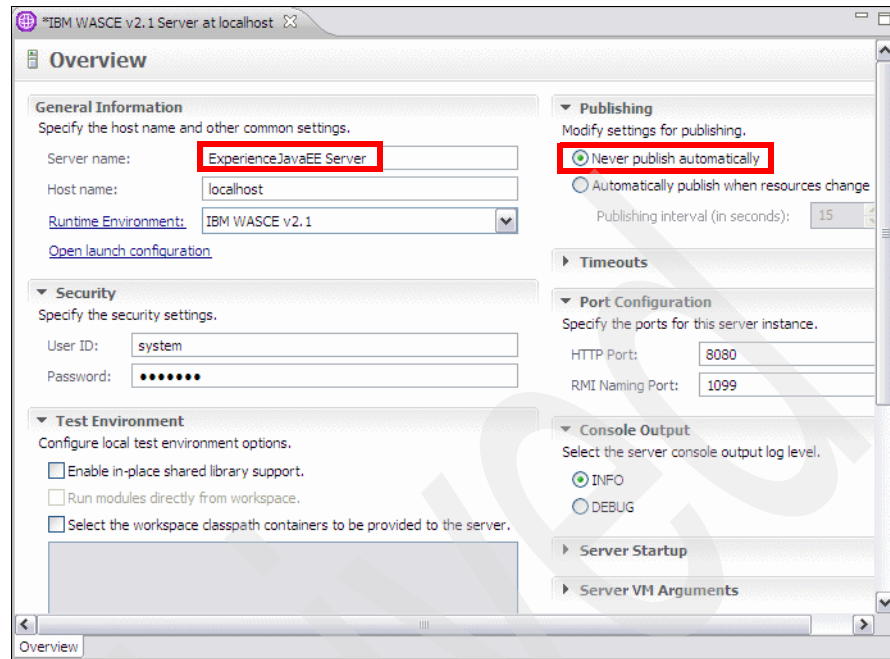 *IBM WASCE v2.1 Server at localhost
Overview
General Information
Specify the host name and other common settings.
Server name: ExperienceJavaEE Server
Host name: localhost
Runtime Environment: IBM WASCE v2.1
Open launch configuration
Security
Specify the security settings.
User ID: system
Password: •••••••
Test Environment
Configure local test environment options.
Enable in-place shared library support.
Run modules directly from workspace.
Select the workspace classpath containers to be provided to the server.
Publishing
Modify settings for publishing.
Never publish automatically
Automatically publish when resources change
Publishing interval (in seconds): 15
Timeouts
Port Configuration
Specify the ports for this server instance.
HTTP Port: 8080
RMI Naming Port: 1099
Console Output
Select the server console output log level.
INFO
DEBUG
Server Startup
Server VM Arguments
Overview